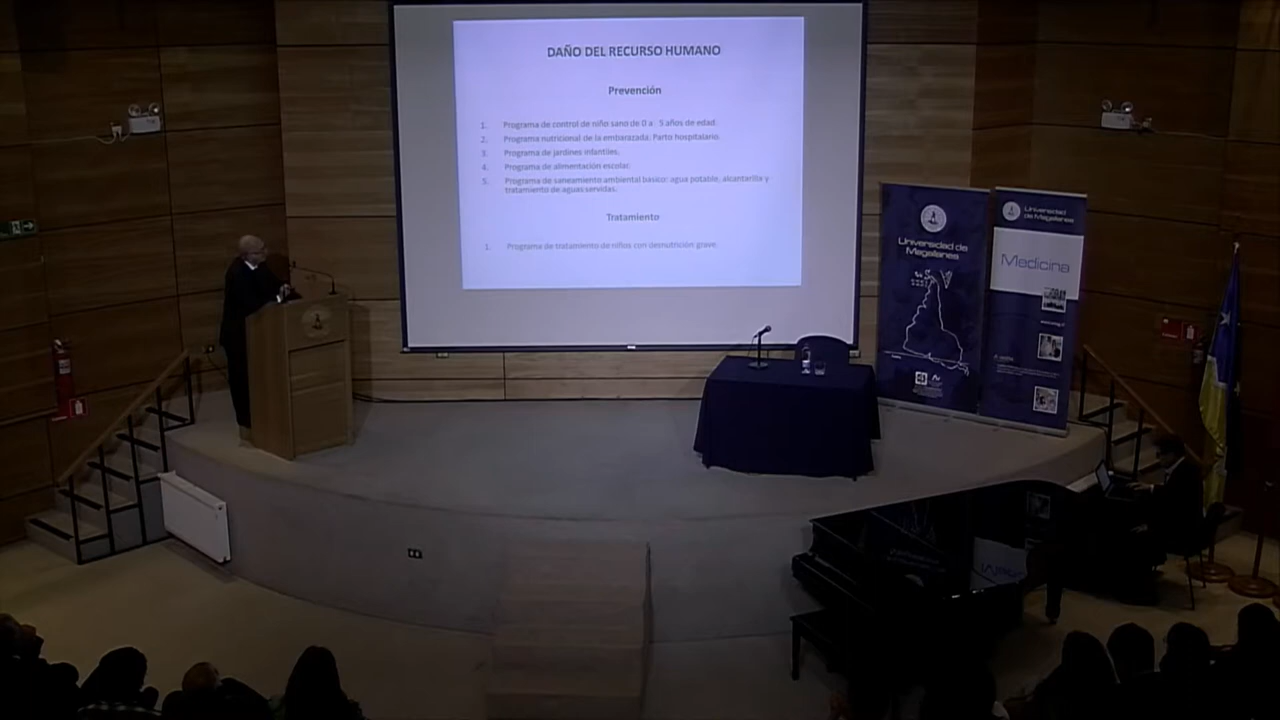 DAÑO DEL RECURSO HUMANO
Prevención
1. Programa de control de niño sano de 0 a 5 años de edad.
2. Programa nutricional de la embarazada. Parto hospitalario.
3. Programa de jardines infantiles.
4. Programa de alimentación escolar.
5. Programa de saneamiento ambiental basico: agua potable, alcantarilla y
tratamiento de aguas servidas.
Tratamiento
1. Programa de tratamiento de niños con desnutrición grave.
Universidad de
Magallanes
Universidad
de Magallanes
Medicina